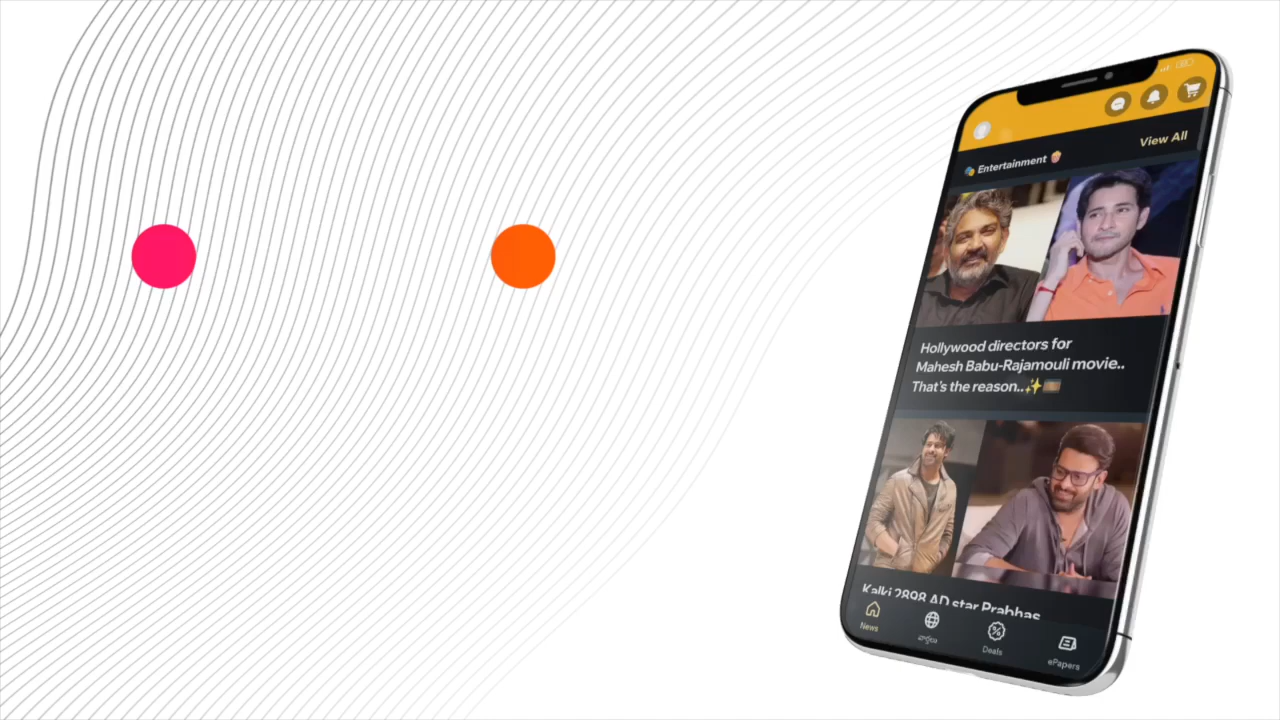 View All
🎭 Entertainment 🍿
Hollywood directors for
Mahesh Babu-Rajamouli movie..
That's the reason..✨🎞️
Kalki 2898 AD star Prabhas
News
వార్తలు
Deals
ePapers